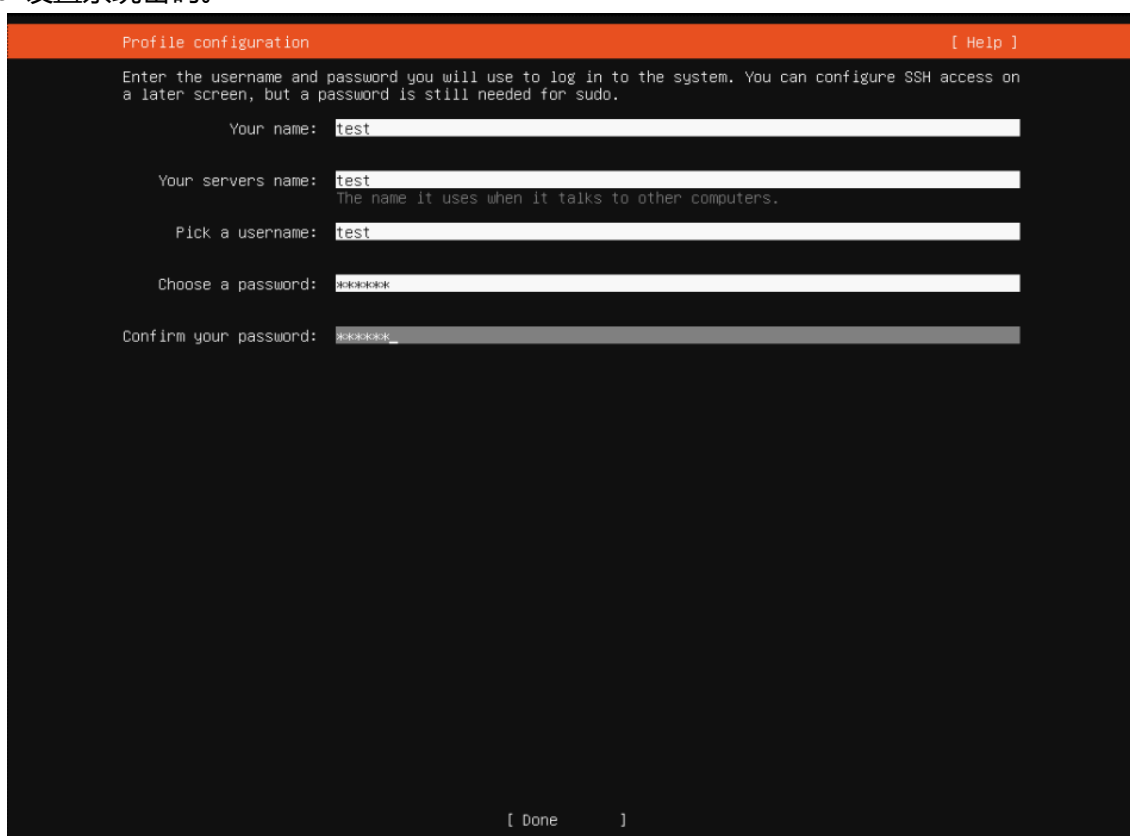 设置系统密码。
Profile configuration [ Help ]
Enter the username and password you will use to log in to the system. You can configure SSH access on
a later screen, but a password is still needed for sudo.
Your name: test
Your servers name: test
The name it uses when it talks to other computers.
Pick a username: test
Choose a password: ******
Confirm your password: ******_
[ Done ]